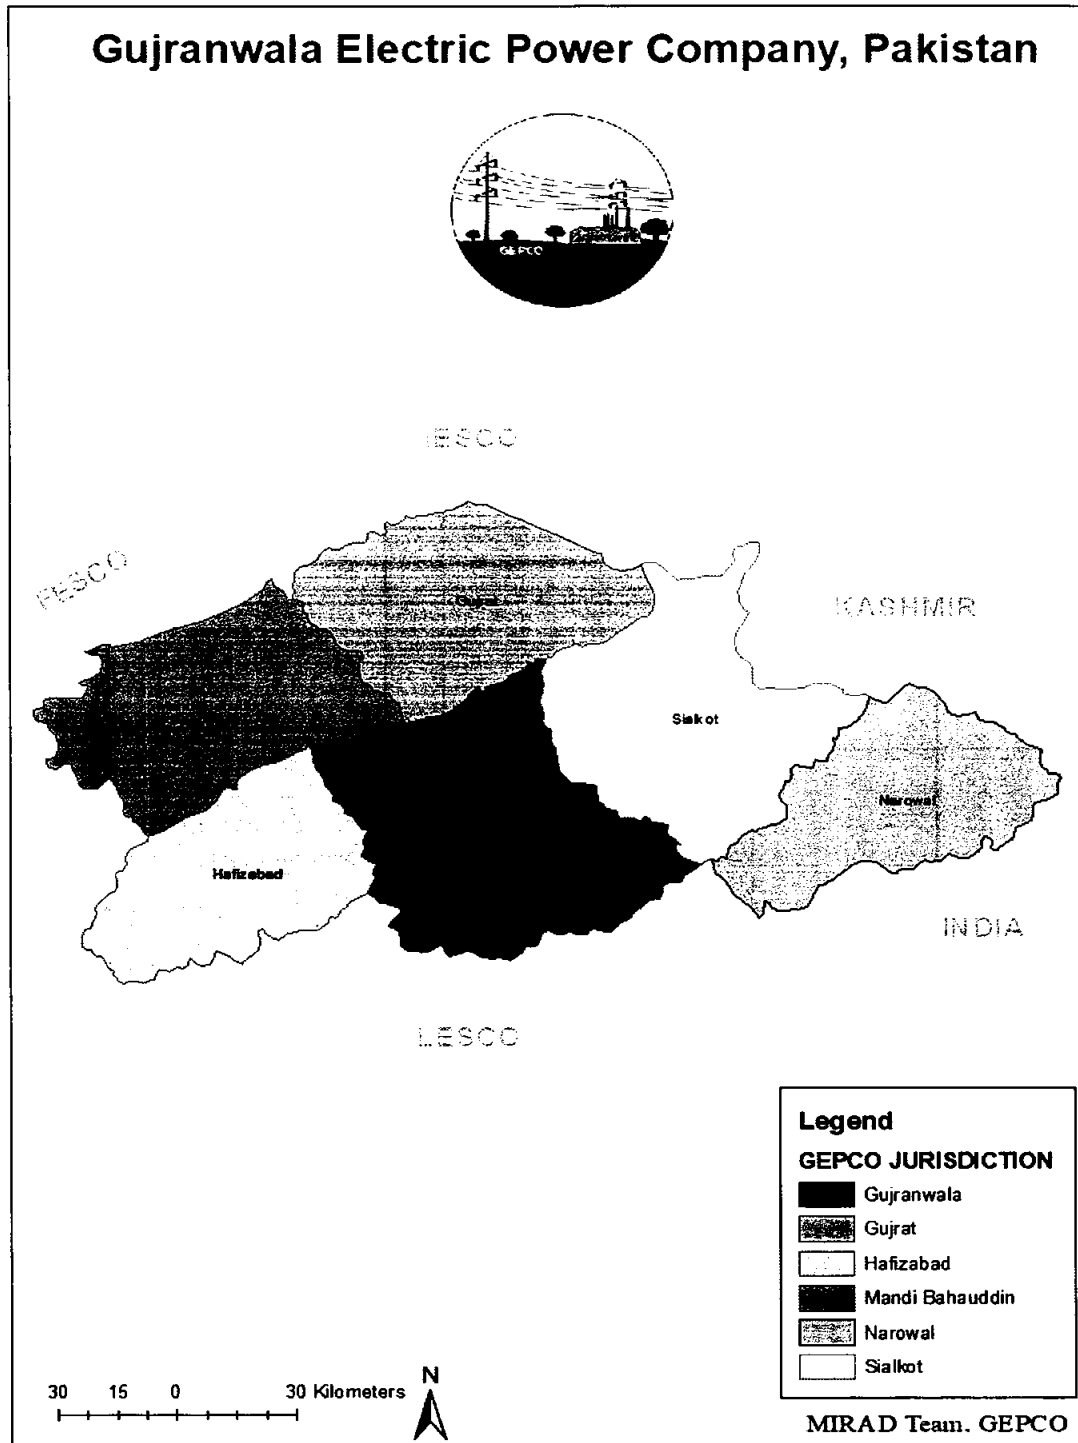 Gujranwala Electric Power Company, Pakistan
GEPCO
IESCO
FESCO
Gujrat
KASHMIR
Sialkot
Narowal
Hafizabad
INDIA
LESCO
Legend
GEPCO JURISDICTION
Gujranwala
Gujrat
Hafizabad
Mandi Bahauddin
Narowal
Sialkot
30 15 0 30 Kilometers
N
MIRAD Team. GEPCO